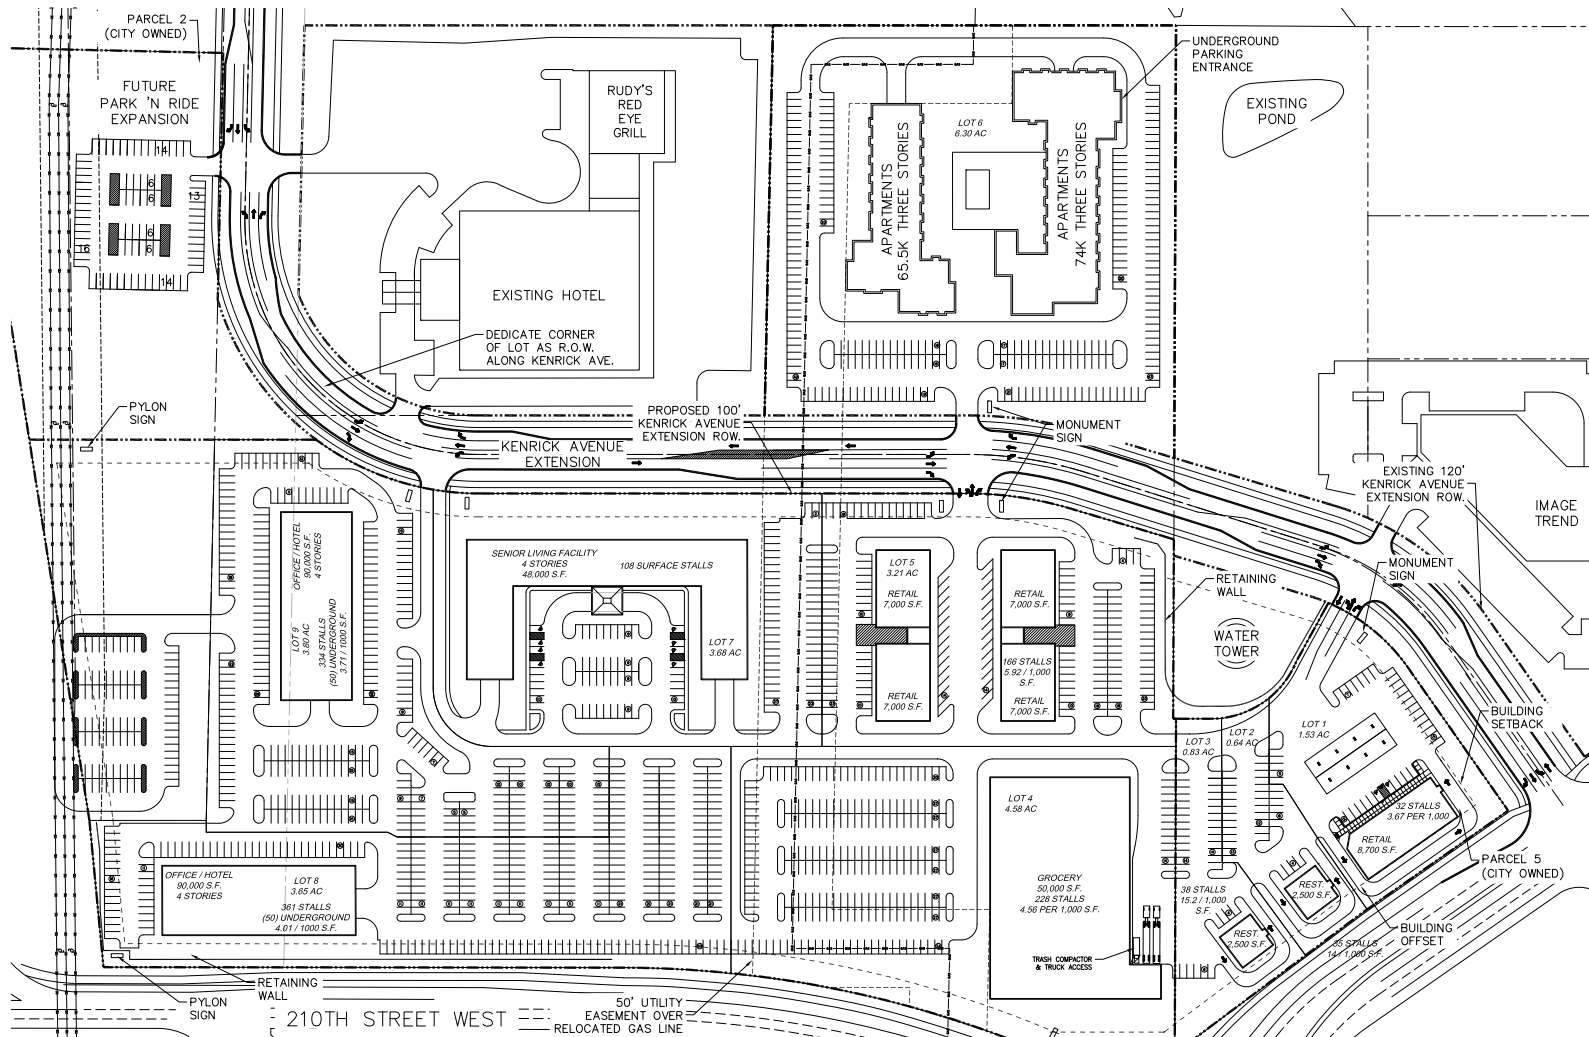 PARCEL 2
(CITY OWNED)
FUTURE
PARK 'N RIDE
EXPANSION
14
6
6
13
6
6
16
14
RUDY'S
RED
EYE
GRILL
EXISTING HOTEL
DEDICATE CORNER
OF LOT AS R.O.W.
ALONG KENRICK AVE.
UNDERGROUND
PARKING
ENTRANCE
EXISTING
POND
LOT 6
6.30 AC
APARTMENTS
65.5K THREE STORIES
APARTMENTS
74K THREE STORIES
PYLON
SIGN
PROPOSED 100'
KENRICK AVENUE
EXTENSION ROW.
KENRICK AVENUE
EXTENSION
MONUMENT
SIGN
EXISTING 120'
KENRICK AVENUE
EXTENSION ROW.
IMAGE
TREND
OFFICE / HOTEL
90,000 S.F.
4 STORIES
LOT 9
3.80 AC
334 STALLS
(50) UNDERGROUND
3.71 / 1000 S.F.
SENIOR LIVING FACILITY
4 STORIES
48,000 S.F.
108 SURFACE STALLS
LOT 7
3.68 AC
LOT 5
3.21 AC
RETAIL
7,000 S.F.
RETAIL
7,000 S.F.
166 STALLS
5.92 / 1,000
S.F.
RETAIL
7,000 S.F.
RETAIL
7,000 S.F.
RETAINING
WALL
MONUMENT
SIGN
WATER
TOWER
BUILDING
SETBACK
LOT 1
1.53 AC
LOT 2
0.64 AC
LOT 3
0.83 AC
LOT 4
4.58 AC
32 STALLS
3.67 PER 1,000
RETAIL
8,700 S.F.
PARCEL 5
(CITY OWNED)
OFFICE / HOTEL
90,000 S.F.
4 STORIES
LOT 8
3.65 AC
361 STALLS
(50) UNDERGROUND
4.01 / 1000 S.F.
GROCERY
50,000 S.F.
228 STALLS
4.56 PER 1,000 S.F.
38 STALLS
15.2 / 1,000
S.F.
REST.
2,500 S.F.
REST.
2,500 S.F.
BUILDING
OFFSET
35 STALLS
14 / 1,000 S.F.
TRASH COMPACTOR
& TRUCK ACCESS
RETAINING
WALL
PYLON
SIGN
210TH STREET WEST
50' UTILITY
EASEMENT OVER
RELOCATED GAS LINE